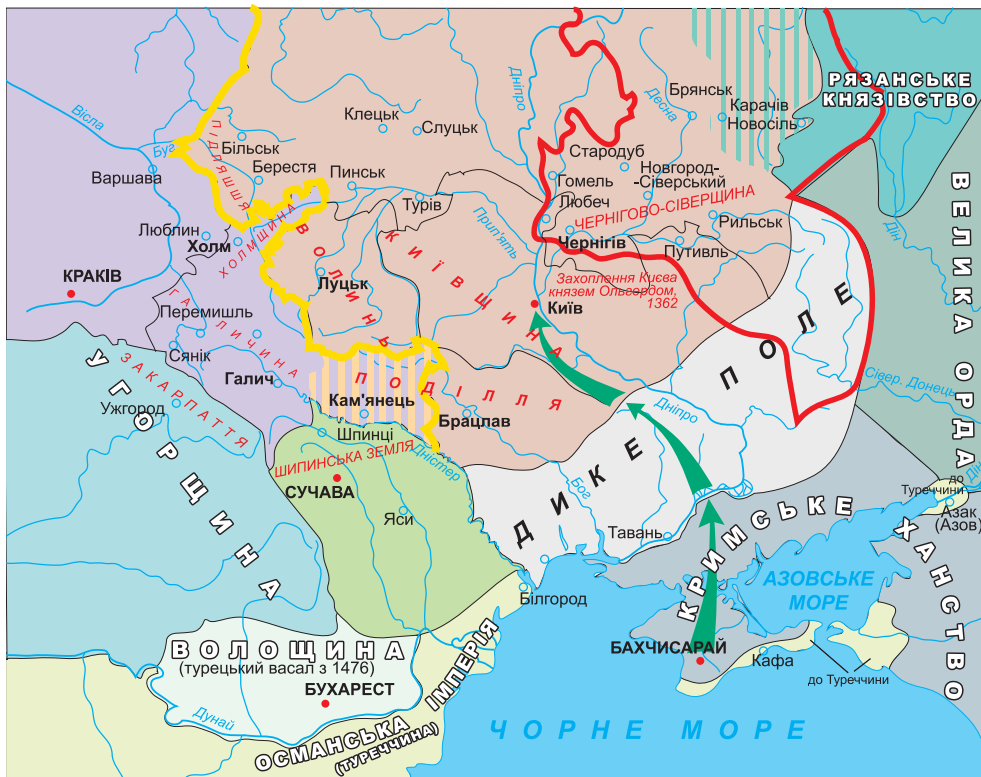 Вісла
Буг
Варшава
Люблин
Холм
КРАКІВ
Перемишль
Сянік
Галич
ГАЛИЧИНА
ХОЛМЩИНА
ПІДЛЯШШЯ
Більськ
Берестя
Клецьк
Слуцьк
Пинськ
Турів
Прип'ять
Дніпро
Десна
Брянськ
Карачів
Новосіль
РЯЗАНСЬКЕ
КНЯЗІВСТВО
Стародуб
Гомель
Новгород-
-Сіверський
Любеч
ЧЕРНІГОВО-СІВЕРЩИНА
Рильськ
Чернігів
Путивль
Захоплення Києва
князем Ольгердом,
1362
Київ
КИЇВЩИНА
ВОЛИНЬ
Луцьк
ПОДІЛЛЯ
Кам'янець
Брацлав
ЗАКАРПАТТЯ
Ужгород
УГОРЩИНА
Шпинці
ШИПИНСЬКА ЗЕМЛЯ
Дністер
СУЧАВА
Яси
ДИКЕ ПОЛЕ
Дніпро
Бог
Тавань
Білгород
Дін
Сівер. Донець
ВЕЛИКА ОРДА
до
Туреччини
Дін
Азак
(Азов)
КРИМСЬКЕ ХАНСТВО
АЗОВСЬКЕ
МОРЕ
БАХЧИСАРАЙ
Кафа
до Туреччини
ВОЛОЩИНА
(турецький васал з 1476)
БУХАРЕСТ
Дунай
ОСМАНСЬКА ІМПЕРІЯ
(ТУРЕЧЧИНА)
ЧОРНЕ МОРЕ